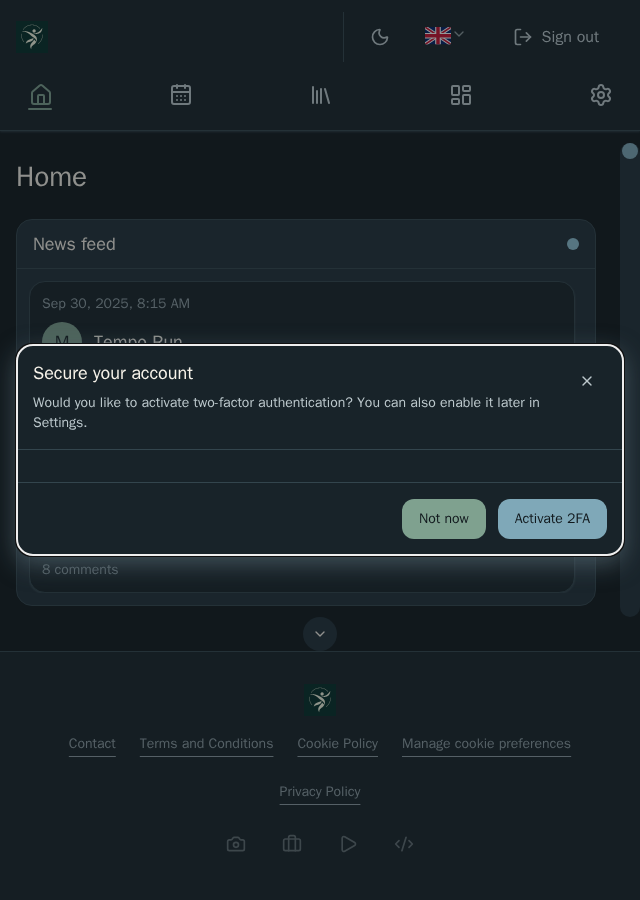 Sign out
Home
News feed
Sep 30, 2025, 8:15 AM
M Tempo Run
Secure your account
Would you like to activate two-factor authentication? You can also enable it later in
Settings.
Not now
Activate 2FA
8 comments
Contact
Terms and Conditions
Cookie Policy
Manage cookie preferences
Privacy Policy